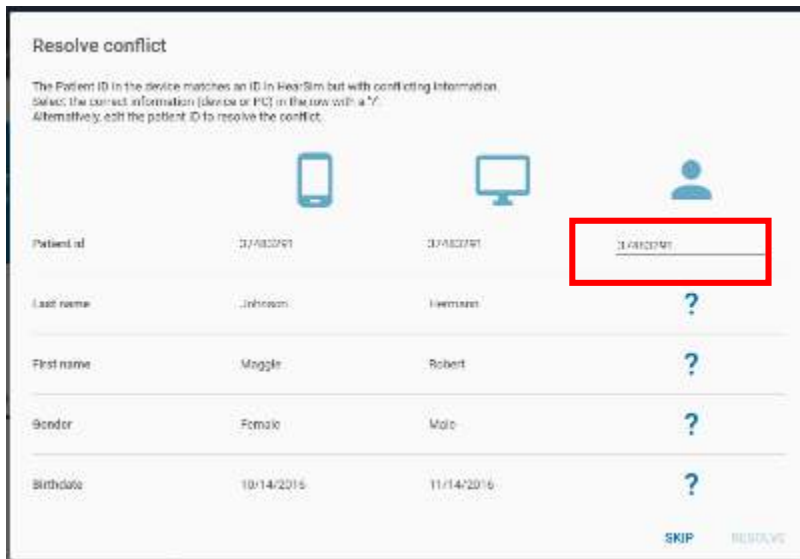 Resolve conflict
The Patient ID in the device matches an ID in HearSim but with conflicting information.
Select the correct information (device or PC) in the row with a "?".
Alternatively, edit the patient ID to resolve the conflict.
Patient id 37483291 37483291 37483291
Last name Johnson Hermann ?
First name Maggie Robert ?
Gender Female Male ?
Birthdate 10/14/2016 11/14/2016 ?
SKIP RESOLVE